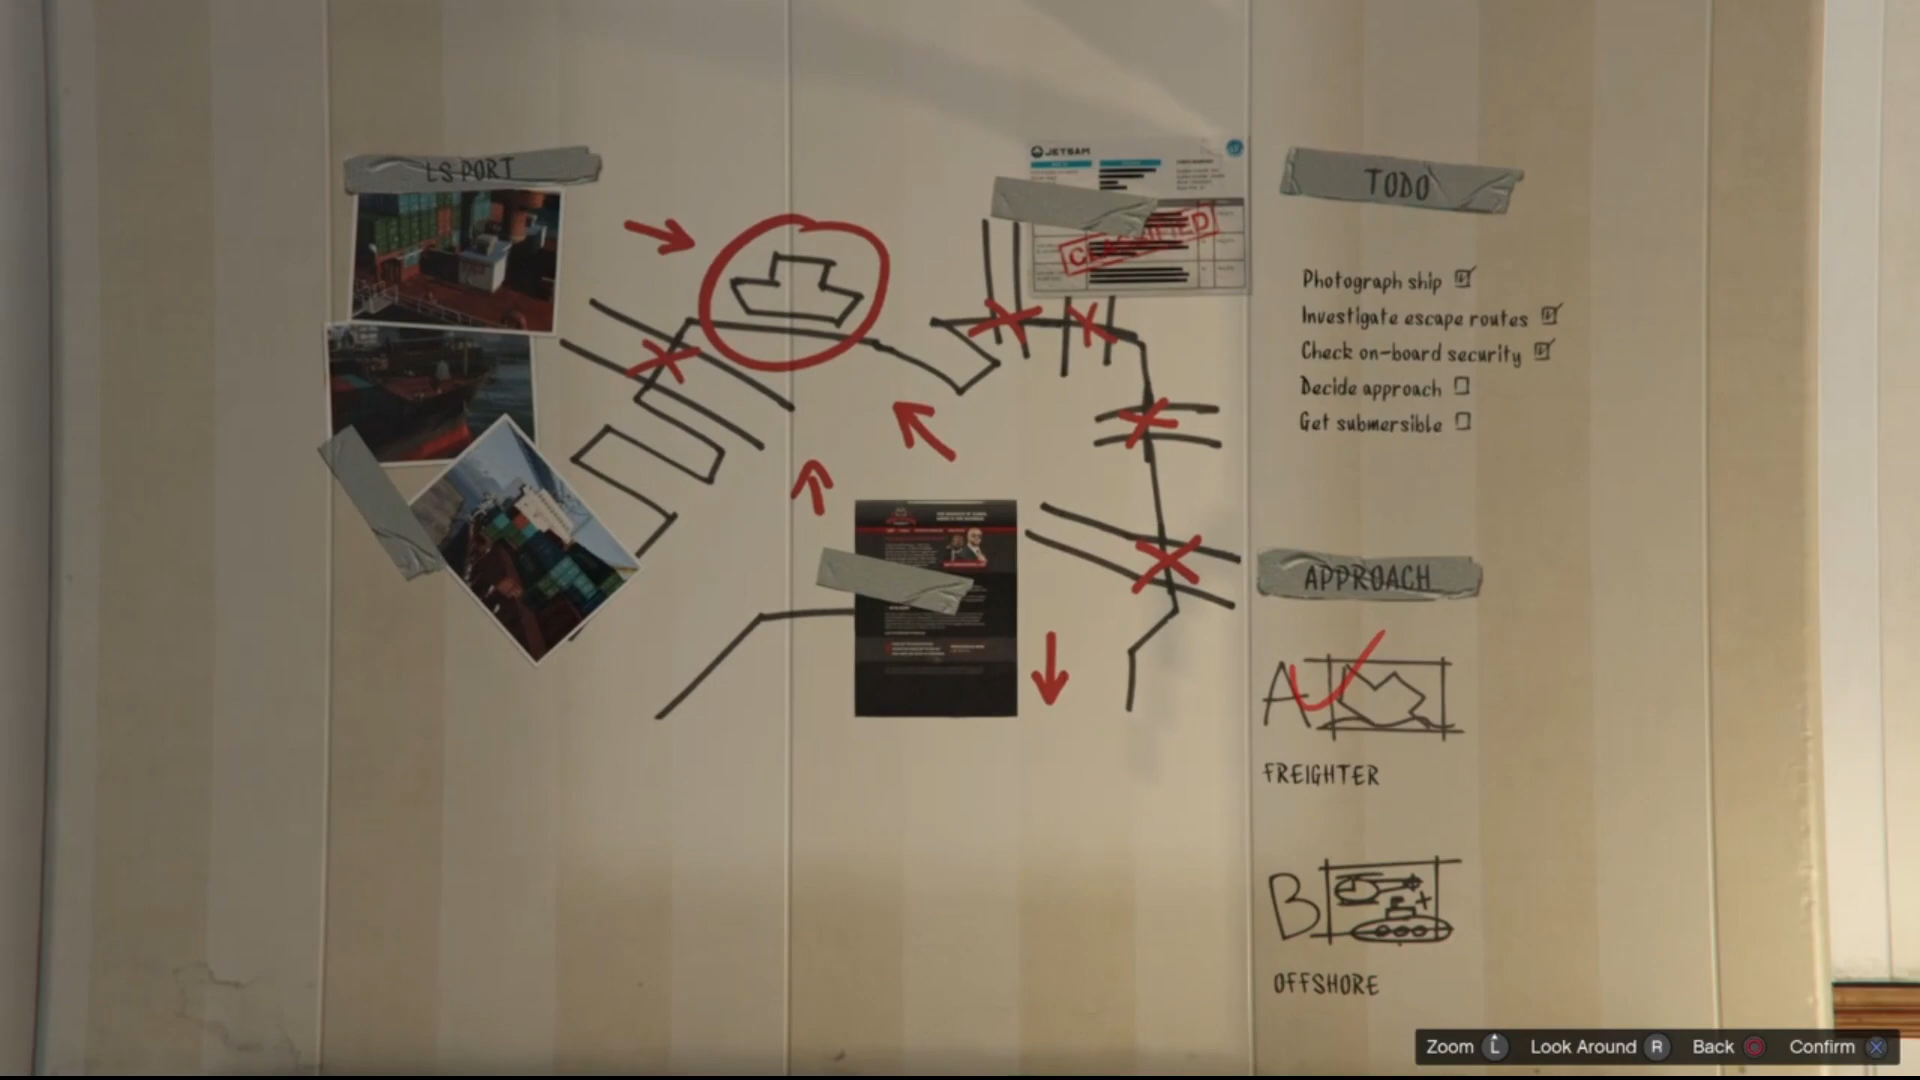 LS PORT
JETSAM
CLASSIFIED
TODO
Photograph ship
Investigate escape routes
Check on-board security
Decide approach
Get submersible
APPROACH
A
FREIGHTER
B
OFFSHORE
Zoom L Look Around R Back Confirm